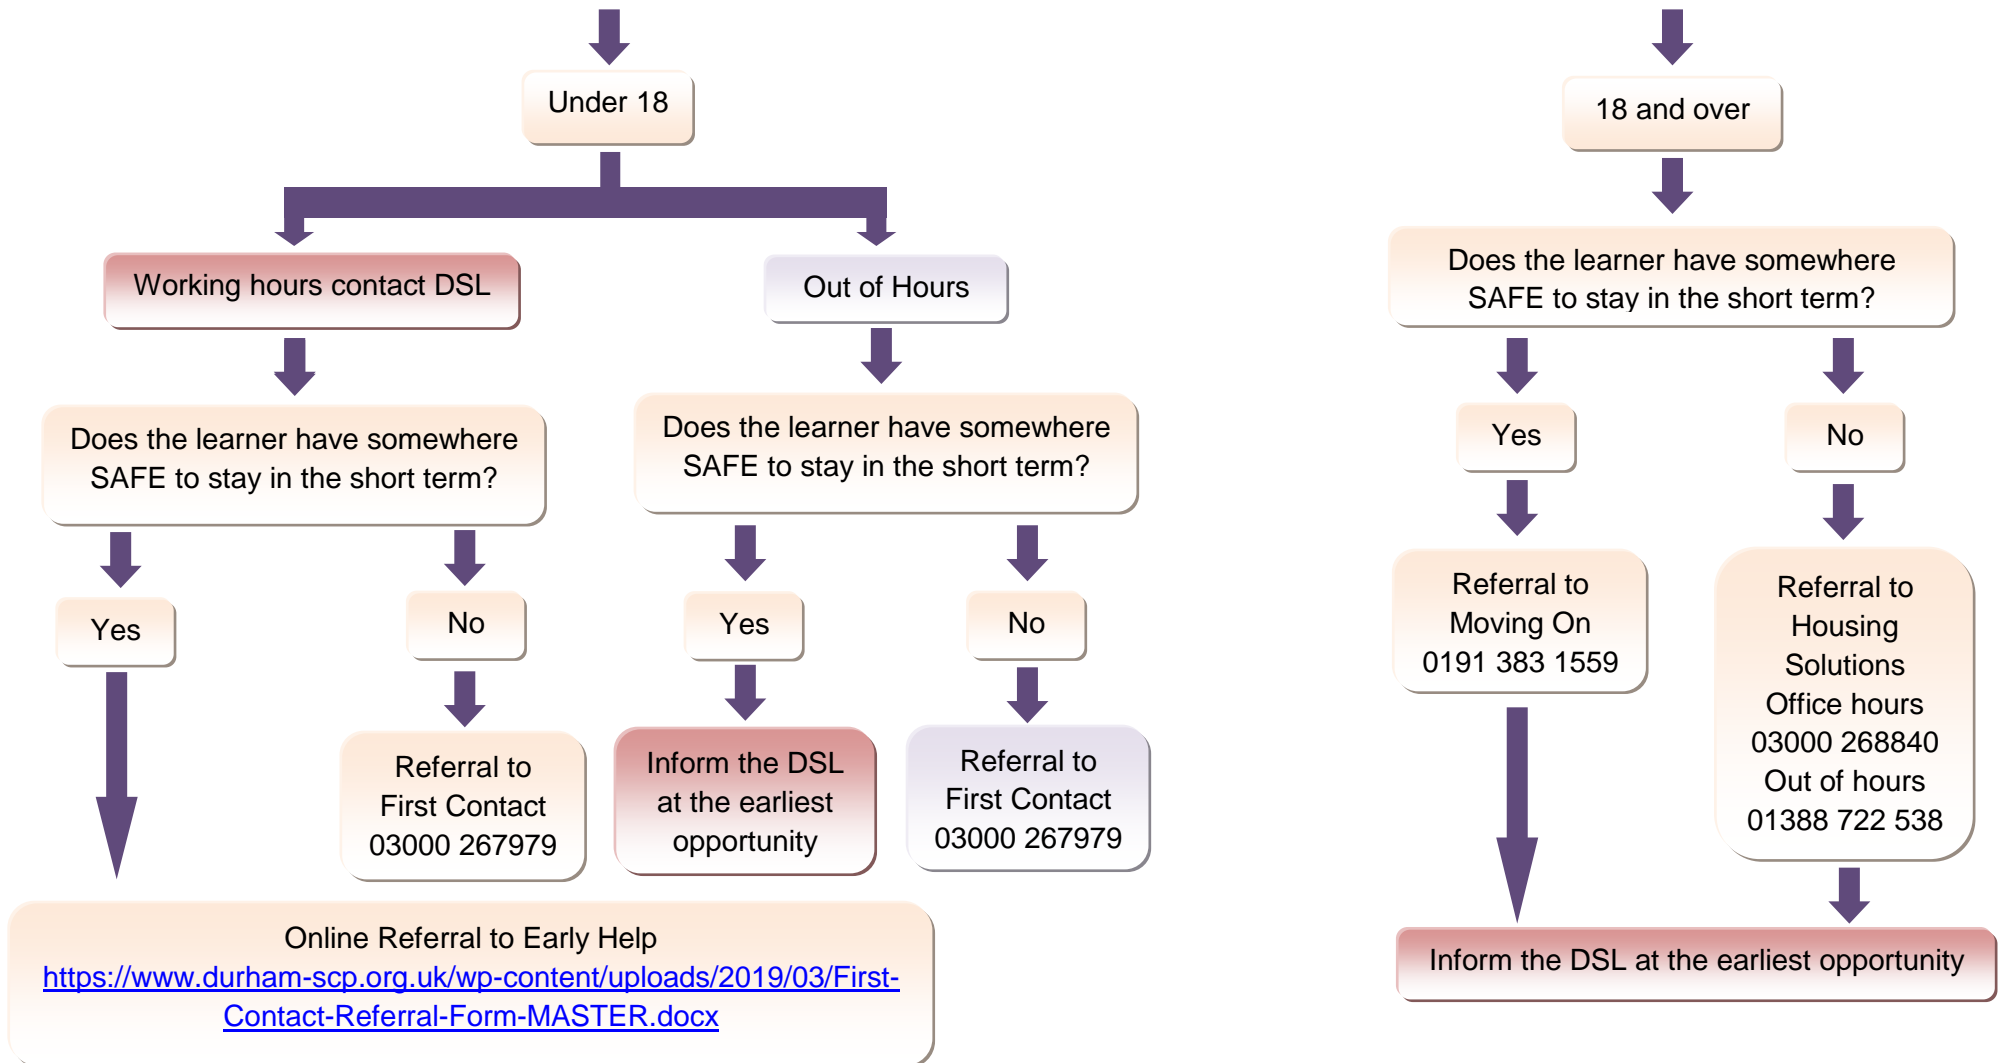 Under 18
Working hours contact DSL
Out of Hours
Does the learner have somewhere
SAFE to stay in the short term?
Does the learner have somewhere
SAFE to stay in the short term?
Yes
No
Yes
No
Referral to
First Contact
03000 267979
Inform the DSL
at the earliest
opportunity
Referral to
First Contact
03000 267979
Online Referral to Early Help
https://www.durham-scp.org.uk/wp-content/uploads/2019/03/First-
Contact-Referral-Form-MASTER.docx
18 and over
Does the learner have somewhere
SAFE to stay in the short term?
Yes
No
Referral to
Moving On
0191 383 1559
Referral to
Housing
Solutions
Office hours
03000 268840
Out of hours
01388 722 538
Inform the DSL at the earliest opportunity